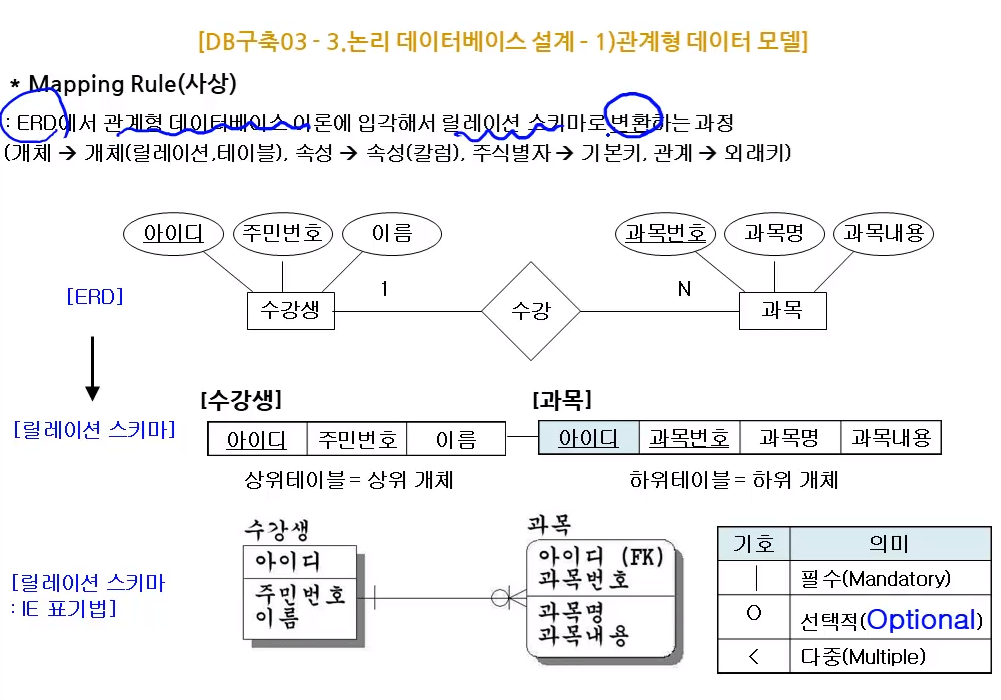 [DB구축03 - 3.논리 데이터베이스 설계 - 1)관계형 데이터 모델]
* Mapping Rule(사상)
: ERD에서 관계형 데이터베이스 이론에 입각해서 릴레이션 스키마로 변환하는 과정
(개체 → 개체(릴레이션,테이블), 속성 → 속성(칼럼), 주식별자 → 기본키, 관계 → 외래키)
아이디 주민번호 이름 과목번호 과목명 과목내용
[ERD] 수강생 1 수강 N 과목
[수강생] [과목]
[릴레이션 스키마] 아이디 주민번호 이름 아이디 과목번호 과목명 과목내용
상위테이블 = 상위 개체 하위테이블 = 하위 개체
[릴레이션 스키마
: IE 표기법]
수강생
아이디
주민번호
이름
과목
아이디 (FK)
과목번호
과목명
과목내용
기호 의미
| 필수(Mandatory)
O 선택적(Optional)
< 다중(Multiple)